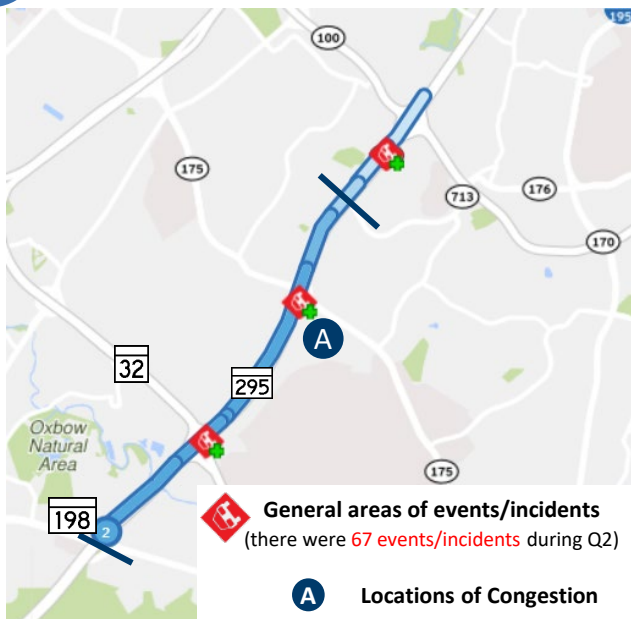 195
100
175
176
713
170
A
32
295
Oxbow
Natural
Area
175
198
2
General areas of events/incidents
(there were 67 events/incidents during Q2)
A Locations of Congestion